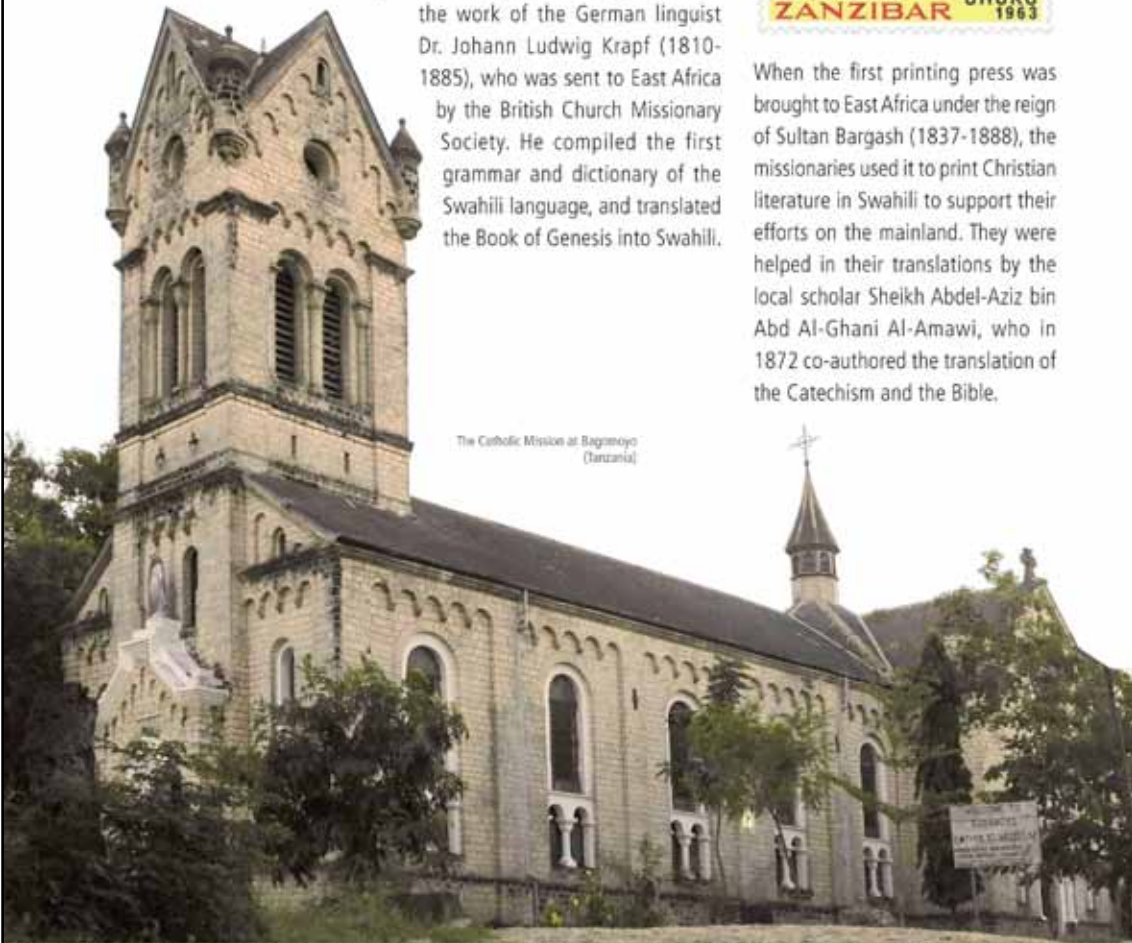 the work of the German linguist
Dr. Johann Ludwig Krapf (1810-
1885), who was sent to East Africa
by the British Church Missionary
Society. He compiled the first
grammar and dictionary of the
Swahili language, and translated
the Book of Genesis into Swahili.
ZANZIBAR
1963
When the first printing press was
brought to East Africa under the reign
of Sultan Bargash (1837-1888), the
missionaries used it to print Christian
literature in Swahili to support their
efforts on the mainland. They were
helped in their translations by the
local scholar Sheikh Abdel-Aziz bin
Abd Al-Ghani Al-Amawi, who in
1872 co-authored the translation of
the Catechism and the Bible.
The Catholic Mission at Bagomoyo
(Tanzania)